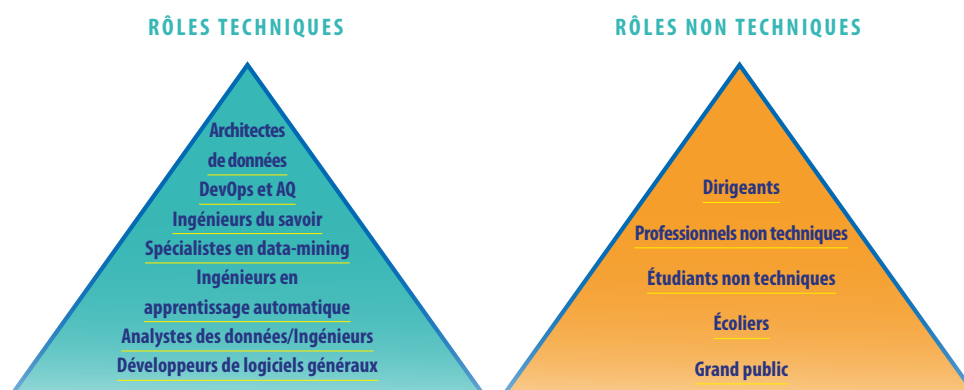 RÔLES TECHNIQUES
Architectes
de données
DevOps et AQ
Ingénieurs du savoir
Spécialistes en data-mining
Ingénieurs en
apprentissage automatique
Analystes des données/Ingénieurs
Développeurs de logiciels généraux
RÔLES NON TECHNIQUES
Dirigeants
Professionnels non techniques
Étudiants non techniques
Écoliers
Grand public